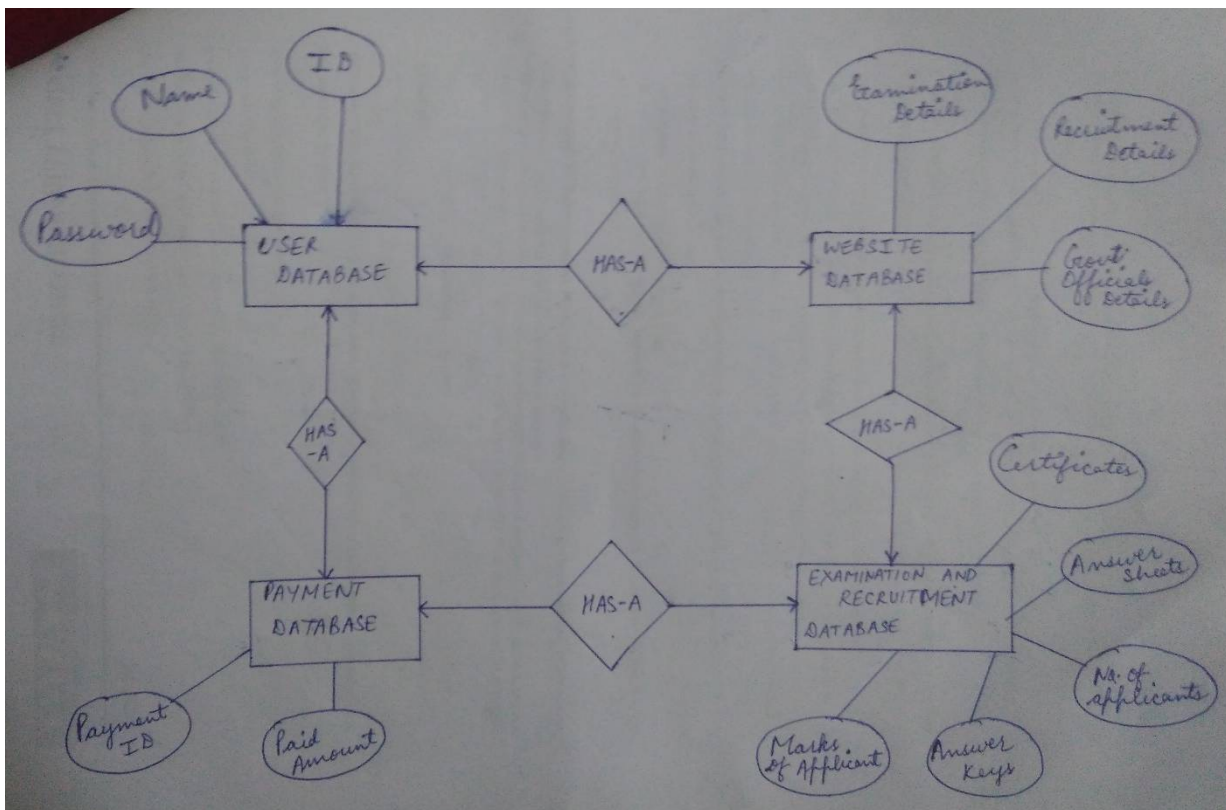 ID
Name
Password
USER
DATABASE
HAS-A
Examination
Details
Recruitment
Details
WEBSITE
DATABASE
Govt
Officials
Details
HAS
-A
HAS-A
Certificates
PAYMENT
DATABASE
HAS-A
EXAMINATION AND
RECRUITMENT
DATABASE
Answer
Sheets
No. of
applicants
Payment
ID
Paid
Amount
Marks
Of Applicant
Answer
Keys